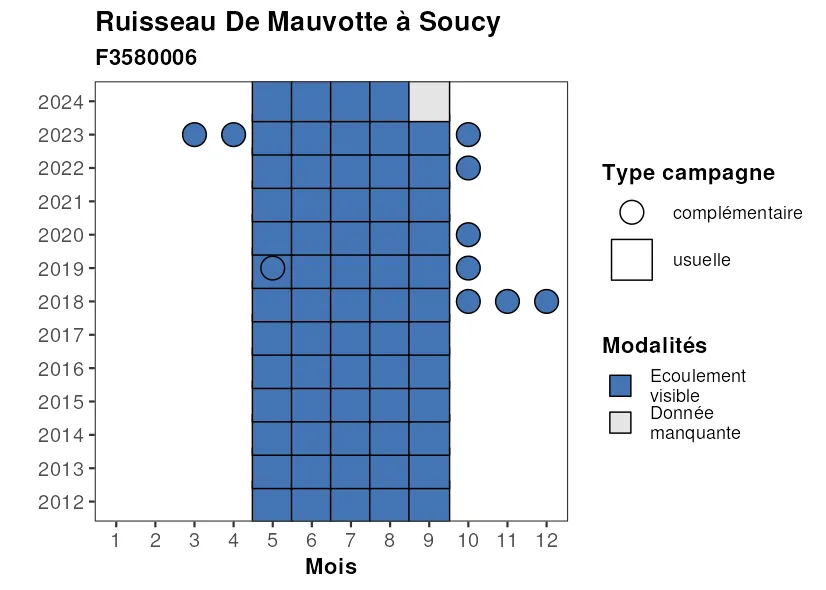 Ruisseau De Mauvotte à Soucy
F3580006
2024
2023
2022
2021
2020
2019
2018
2017
2016
2015
2014
2013
2012
1 2 3 4 5 6 7 8 9 10 11 12
Mois
Type campagne
complémentaire
usuelle
Modalités
Ecoulement
visible
Donnée
manquante